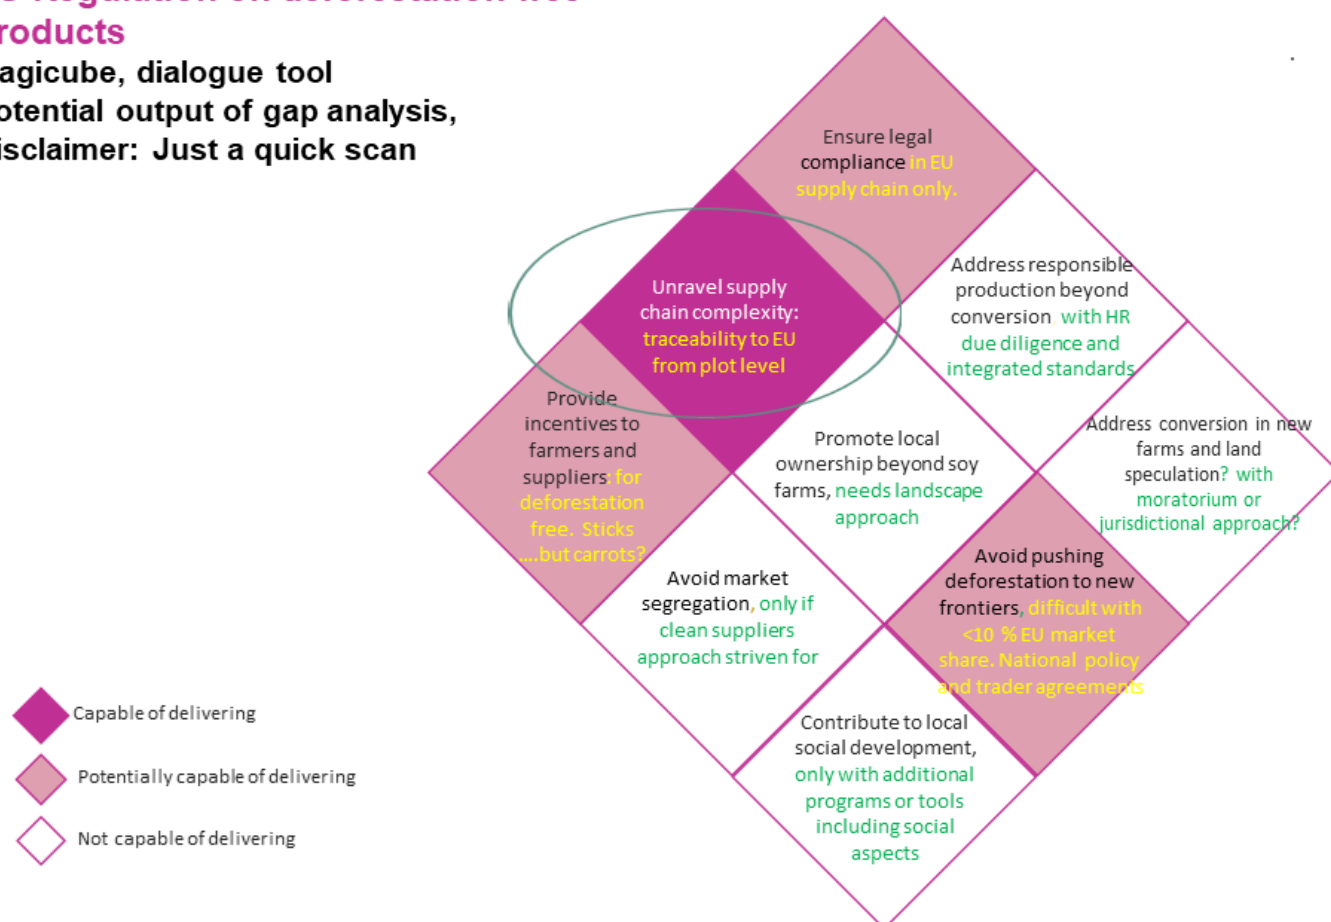 roducts
agicube, dialogue tool
otential output of gap analysis,
isclaimer: Just a quick scan
Ensure legal
compliance in EU
supply chain only.
Unravel supply
chain complexity:
traceability to EU
from plot level
Address responsible
production beyond
conversion with HR
due diligence and
integrated standards
Provide
incentives to
farmers and
suppliers: for
deforestation
free. Sticks
....but carrots?
Promote local
ownership beyond soy
farms, needs landscape
approach
Address conversion in new
farms and land
speculation? with
moratorium or
jurisdictional approach?
Avoid market
segregation, only if
clean suppliers
approach striven for
Avoid pushing
deforestation to new
frontiers, difficult with
<10 % EU market
share. National policy
and trader agreements
Contribute to local
social development,
only with additional
programs or tools
including social
aspects
Capable of delivering
Potentially capable of delivering
Not capable of delivering